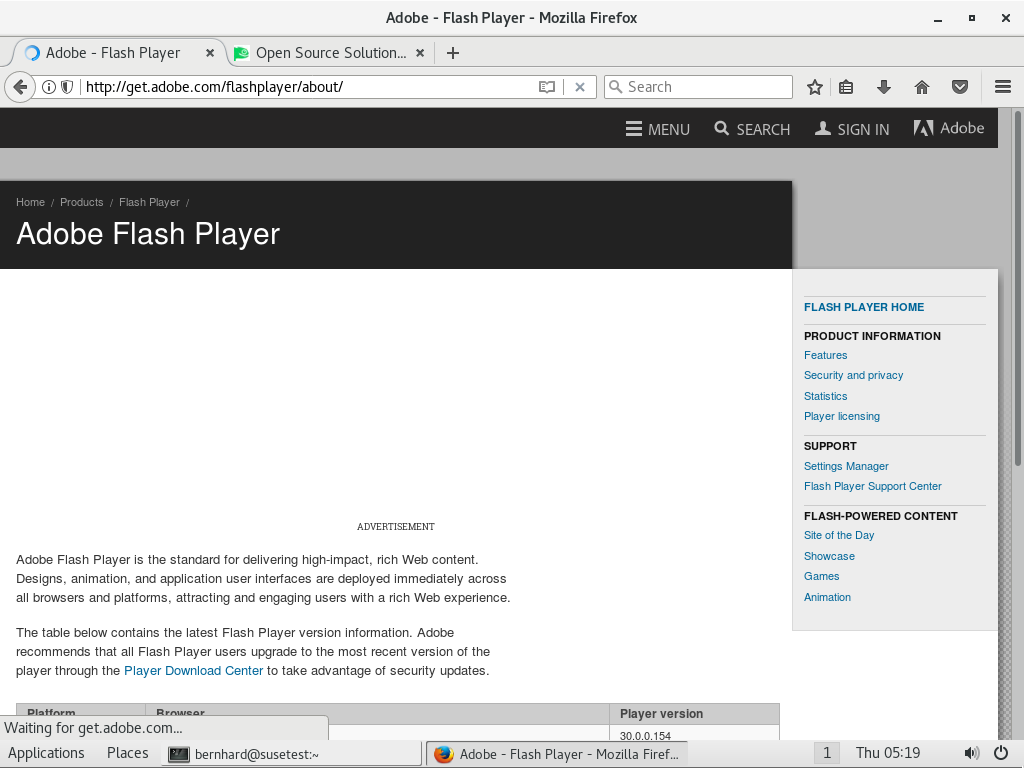 Adobe - Flash Player - Mozilla Firefox
Adobe - Flash Player
Open Source Solution...
http://get.adobe.com/flashplayer/about/
Search
MENU
SEARCH
SIGN IN
Adobe
Home / Products / Flash Player /
Adobe Flash Player
FLASH PLAYER HOME
PRODUCT INFORMATION
Features
Security and privacy
Statistics
Player licensing
SUPPORT
Settings Manager
Flash Player Support Center
FLASH-POWERED CONTENT
Site of the Day
Showcase
Games
Animation
ADVERTISEMENT
Adobe Flash Player is the standard for delivering high-impact, rich Web content.
Designs, animation, and application user interfaces are deployed immediately across
all browsers and platforms, attracting and engaging users with a rich Web experience.
The table below contains the latest Flash Player version information. Adobe
recommends that all Flash Player users upgrade to the most recent version of the
player through the Player Download Center to take advantage of security updates.
Platform Browser Player version
30.0.0.154
Waiting for get.adobe.com...
Applications Places bernhard@susetest:~ Adobe - Flash Player - Mozilla Firef... 1 Thu 05:19